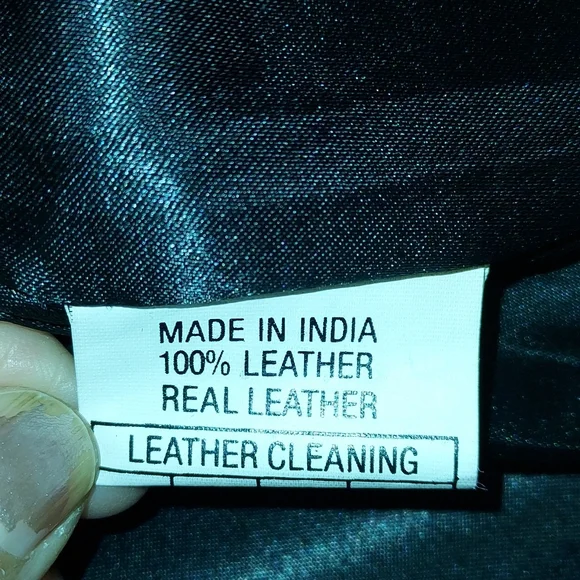 MADE IN INDIA
100% LEATHER
REAL LEATHER
LEATHER CLEANING